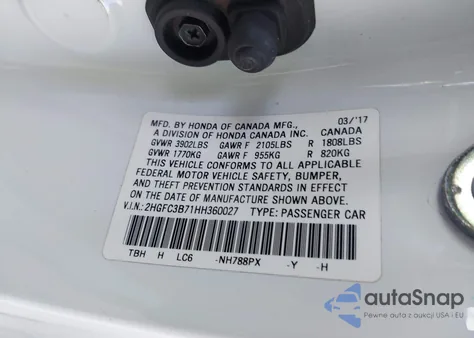 MFD. BY HONDA OF CANADA MFG., 03/'17
A DIVISION OF HONDA CANADA INC. CANADA
GVWR 3902LBS GAWR F 2105LBS R 1808LBS
GVWR 1770KG GAWR F 955KG R 820KG
THIS VEHICLE CONFORMS TO ALL APPLICABLE
FEDERAL MOTOR VEHICLE SAFETY, BUMPER,
AND THEFT PREVENTION STANDARDS IN EFFECT
ON THE DATE OF MANUFACTURE SHOWN ABOVE.
V.I.N.: 2HGFC3B71HH360027 TYPE: PASSENGER CAR
TBH H LC6 -NH788PX -Y -H
autoSnap
Pewne auta z USA i EU